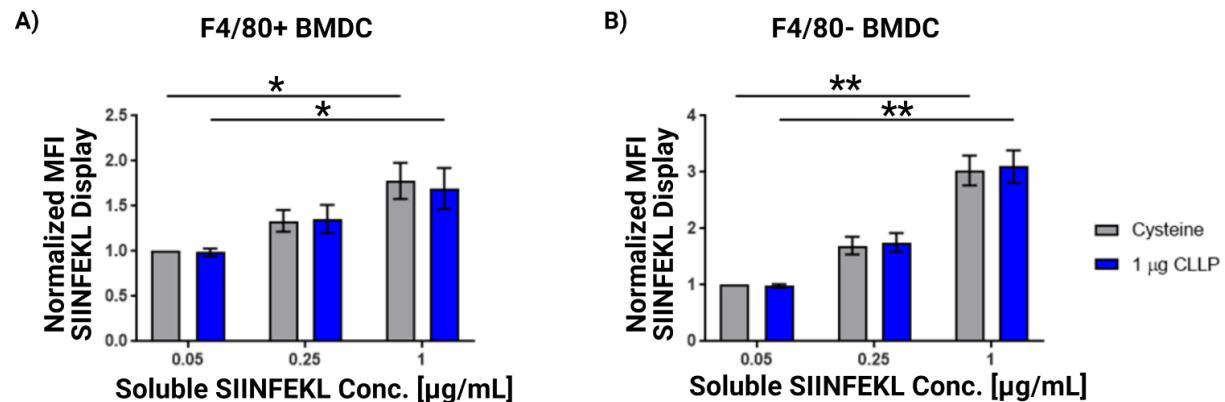 A)
F4/80+ BMDC
*
*
Normalized MFI
SIINFEKL Display
2.5
2.0
1.5
1.0
0.5
0.0
0.05
0.25
1
Soluble SIINFEKL Conc. [µg/mL]
B)
F4/80- BMDC
**
**
Normalized MFI
SIINFEKL Display
4
3
2
1
0
0.05
0.25
1
Soluble SIINFEKL Conc. [µg/mL]
Cysteine
1 µg CLLP